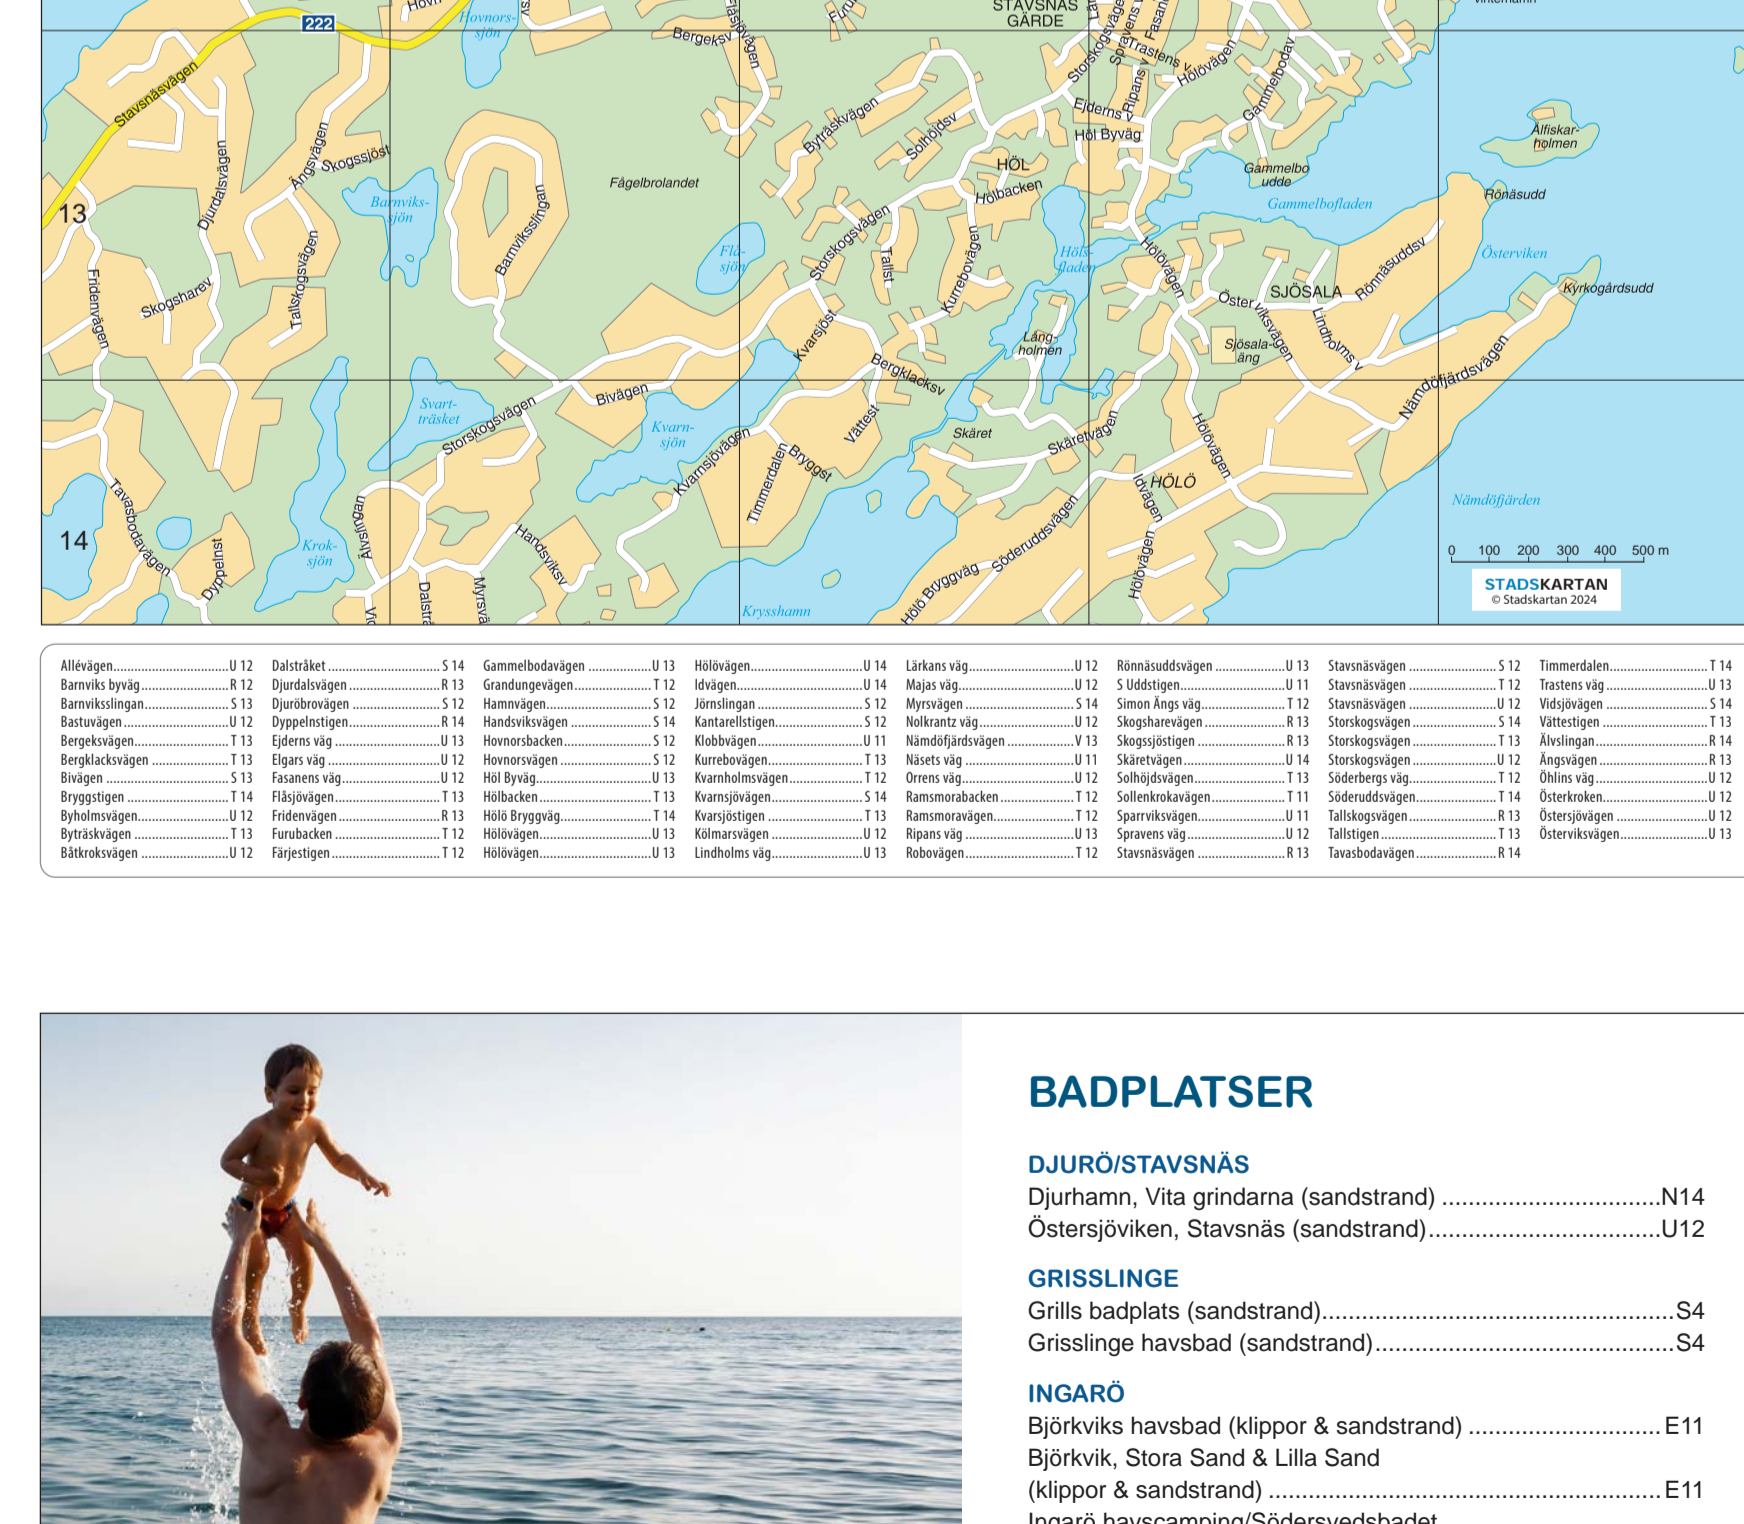 STAVSNÄS
GÄRDE
222
Hovnors-
sjön
Bergeksv
Flåsjövägen
Storskogsvägen
Spravens v
Trastens v
Hölövägen
Gammelbodav
Stavsnäsvägen
Ripans v
Ejderns v
Höl Byväg
Byträskvägen
Solhöjdsv
Älfiskar-
holmen
Ängsvägen
Skogssjöst
Djurdalsvägen
Fågelbrolandet
HÖL
Hölbacken
Gammelbo
udde
Gammelbofladen
Rönäsudd
13
Barnviks-
sjön
Barnviksslingan
Flå-
sjön
Storskogsvägen
Tallst
Kurrebovägen
Höls-
fladen
Hölövägen
Österviken
Rönnäsuddsv
Fridenvägen
Skogsharev
Tallskogsvägen
SJÖSALA
Österviksvägen
Lindholms v
Kyrkogårdsudd
Kvarsjöst
Bergklacksv
Lång-
holmen
Sjösala-
äng
Nämdöfjärdsvägen
Svart-
träsket
Storskogsvägen
Bivägen
Kvarn-
sjön
Kvarnsjövägen
Vättest
Skäret
Skäretvägen
Hölövägen
Timmerdalen
Bryggst
Idvägen
HÖLÖ
Nämdöfjärden
14
Tavasbodavägen
Krok-
sjön
Älvslingan
Dyppelnst
Handsviksv
Söderuddsvägen
Hölövägen
Hölö Bryggväg
Krysshamn
0 100 200 300 400 500 m
STADSKARTAN
© Stadskartan 2024
Allévägen..........U 12
Barnviks byväg..........R 12
Barnviksslingan..........S 13
Bastuvägen..........U 12
Bergeksvägen..........T 13
Bergklacksvägen..........T 13
Bivägen..........S 13
Bryggstigen..........T 14
Byholmsvägen..........U 12
Byträskvägen..........T 13
Båtkroksvägen..........U 12
Dalstråket..........S 14
Djurdalsvägen..........R 13
Djuröbrovägen..........S 12
Dyppelnstigen..........R 14
Ejderns väg..........U 13
Elgars väg..........U 12
Fasanens väg..........U 12
Flåsjövägen..........T 13
Fridenvägen..........R 13
Furubacken..........T 12
Färjestigen..........T 12
Gammelbodavägen..........U 13
Grandungevägen..........T 12
Hamnvägen..........S 12
Handsviksvägen..........S 14
Hovnorsbacken..........S 12
Hovnorsvägen..........S 12
Höl Byväg..........U 13
Hölbacken..........T 13
Hölö Bryggväg..........T 14
Hölövägen..........U 13
Hölövägen..........U 13
Hölövägen..........U 14
Idvägen..........U 14
Jörnslingan..........S 12
Kantarellstigen..........S 12
Klobbvägen..........U 11
Kurrebovägen..........T 13
Kvarnholmsvägen..........T 12
Kvarnsjövägen..........S 14
Kvarsjöstigen..........T 13
Kölmarsvägen..........U 12
Lindholms väg..........U 13
Lärkans väg..........U 12
Majas väg..........U 12
Myrsvägen..........S 14
Nolkrantz väg..........U 12
Nämdöfjärdsvägen..........V 13
Näsets väg..........U 11
Orrens väg..........U 12
Ramsmorabacken..........T 12
Ramsmoravägen..........T 12
Ripans väg..........U 13
Robovägen..........T 12
Rönnäsuddsvägen..........U 13
S Uddstigen..........U 11
Simon Ängs väg..........T 12
Skogsharevägen..........R 13
Skogssjöstigen..........R 13
Skäretvägen..........U 14
Solhöjdsvägen..........T 13
Sollenkrokavägen..........T 11
Sparrviksvägen..........U 11
Spravens väg..........U 12
Stavsnäsvägen..........R 13
Stavsnäsvägen..........S 12
Stavsnäsvägen..........T 12
Stavsnäsvägen..........U 12
Storskogsvägen..........S 14
Storskogsvägen..........T 13
Storskogsvägen..........U 12
Söderbergs väg..........T 12
Söderuddsvägen..........T 14
Tallskogsvägen..........R 13
Tallstigen..........T 13
Tavasbodavägen..........R 14
Timmerdalen..........T 14
Trastens väg..........U 13
Vidsjövägen..........S 14
Vättestigen..........T 13
Älvslingan..........R 14
Ängsvägen..........R 13
Öhlins väg..........U 12
Österkroken..........U 12
Östersjövägen..........U 12
Österviksvägen..........U 13
BADPLATSER
DJURÖ/STAVSNÄS
Djurhamn, Vita grindarna (sandstrand)..........N14
Östersjöviken, Stavsnäs (sandstrand)..........U12
GRISSLINGE
Grills badplats (sandstrand)..........S4
Grisslinge havsbad (sandstrand)..........S4
INGARÖ
Björkviks havsbad (klippor & sandstrand)..........E11
Björkvik, Stora Sand & Lilla Sand
(klippor & sandstrand)..........E11
Ingarö havscamping/Södersvedsbadet